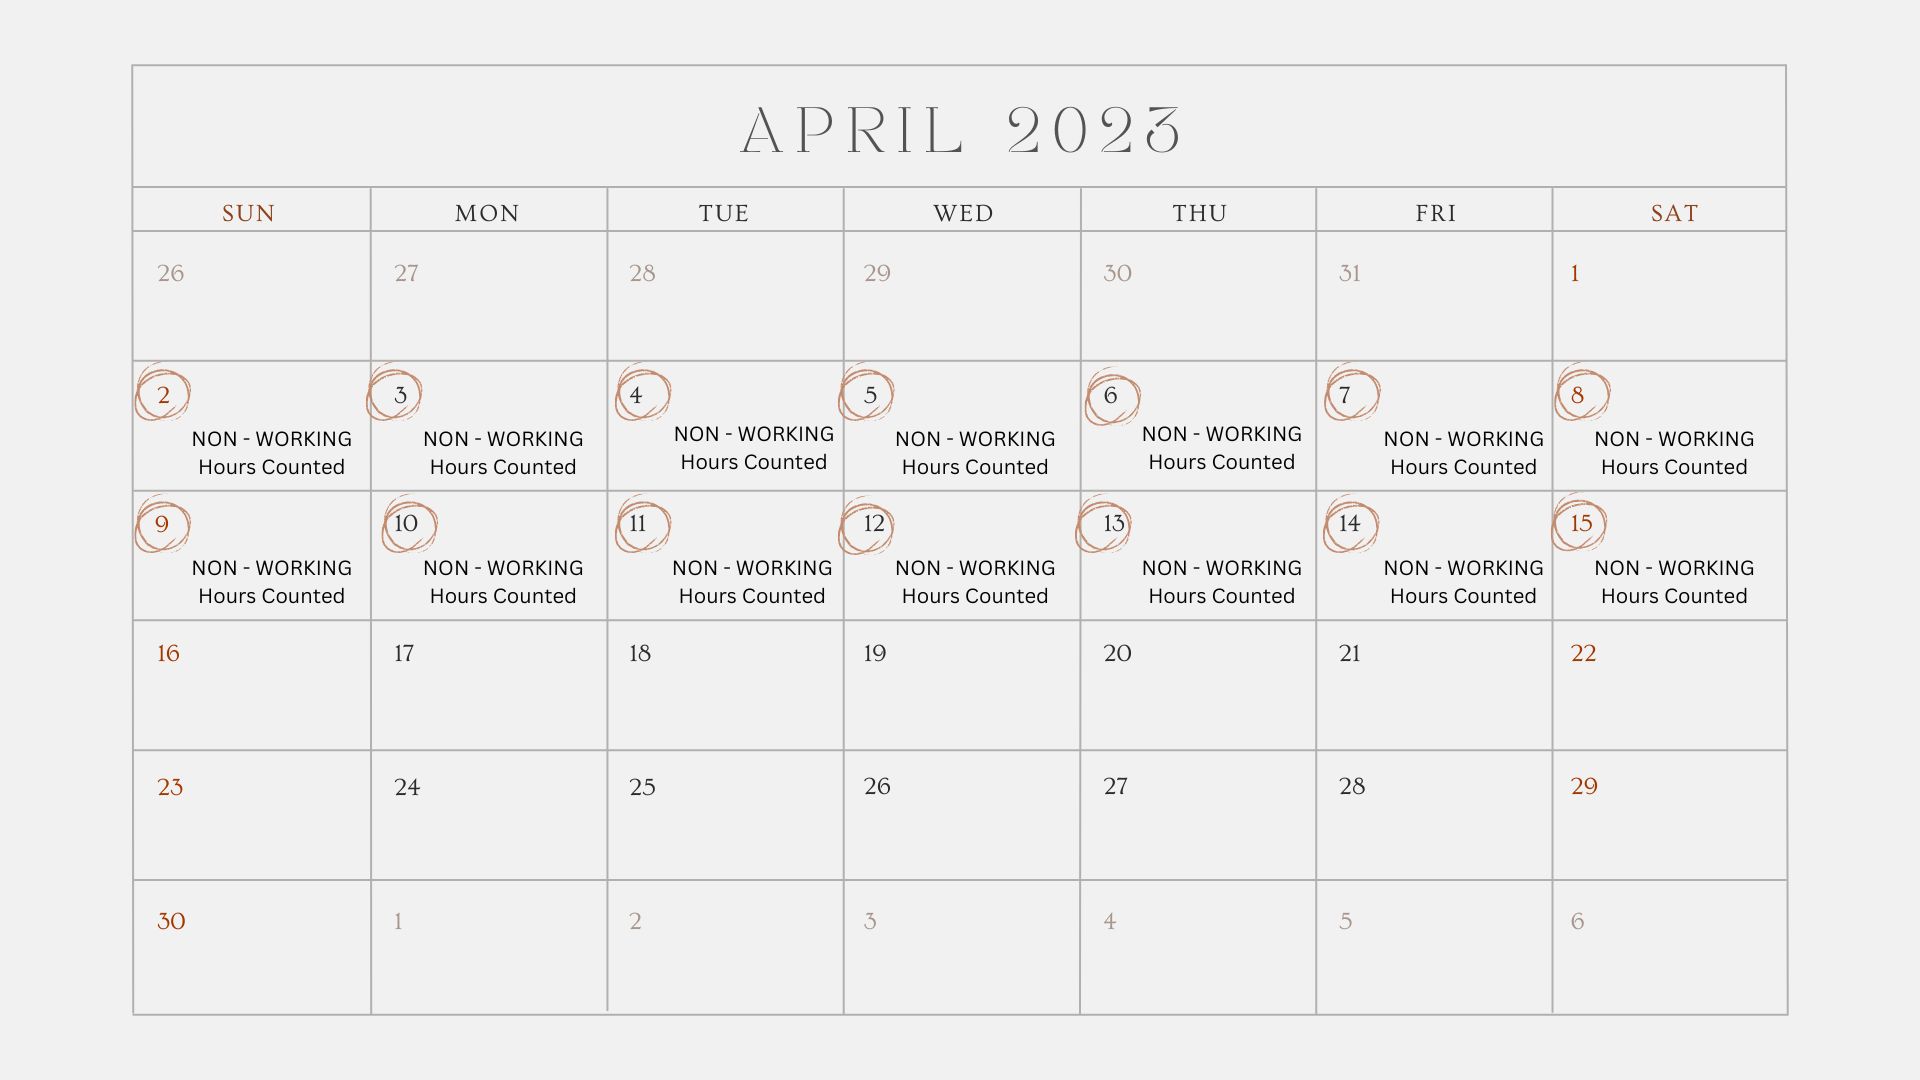 APRIL 2023
SUN MON TUE WED THU FRI SAT
26 27 28 29 30 31 1
2 3 4 5 6 7 8
NON - WORKING NON - WORKING NON - WORKING NON - WORKING NON - WORKING NON - WORKING NON - WORKING
Hours Counted Hours Counted Hours Counted Hours Counted Hours Counted Hours Counted Hours Counted
9 10 11 12 13 14 15
NON - WORKING NON - WORKING NON - WORKING NON - WORKING NON - WORKING NON - WORKING NON - WORKING
Hours Counted Hours Counted Hours Counted Hours Counted Hours Counted Hours Counted Hours Counted
16 17 18 19 20 21 22
23 24 25 26 27 28 29
30 1 2 3 4 5 6